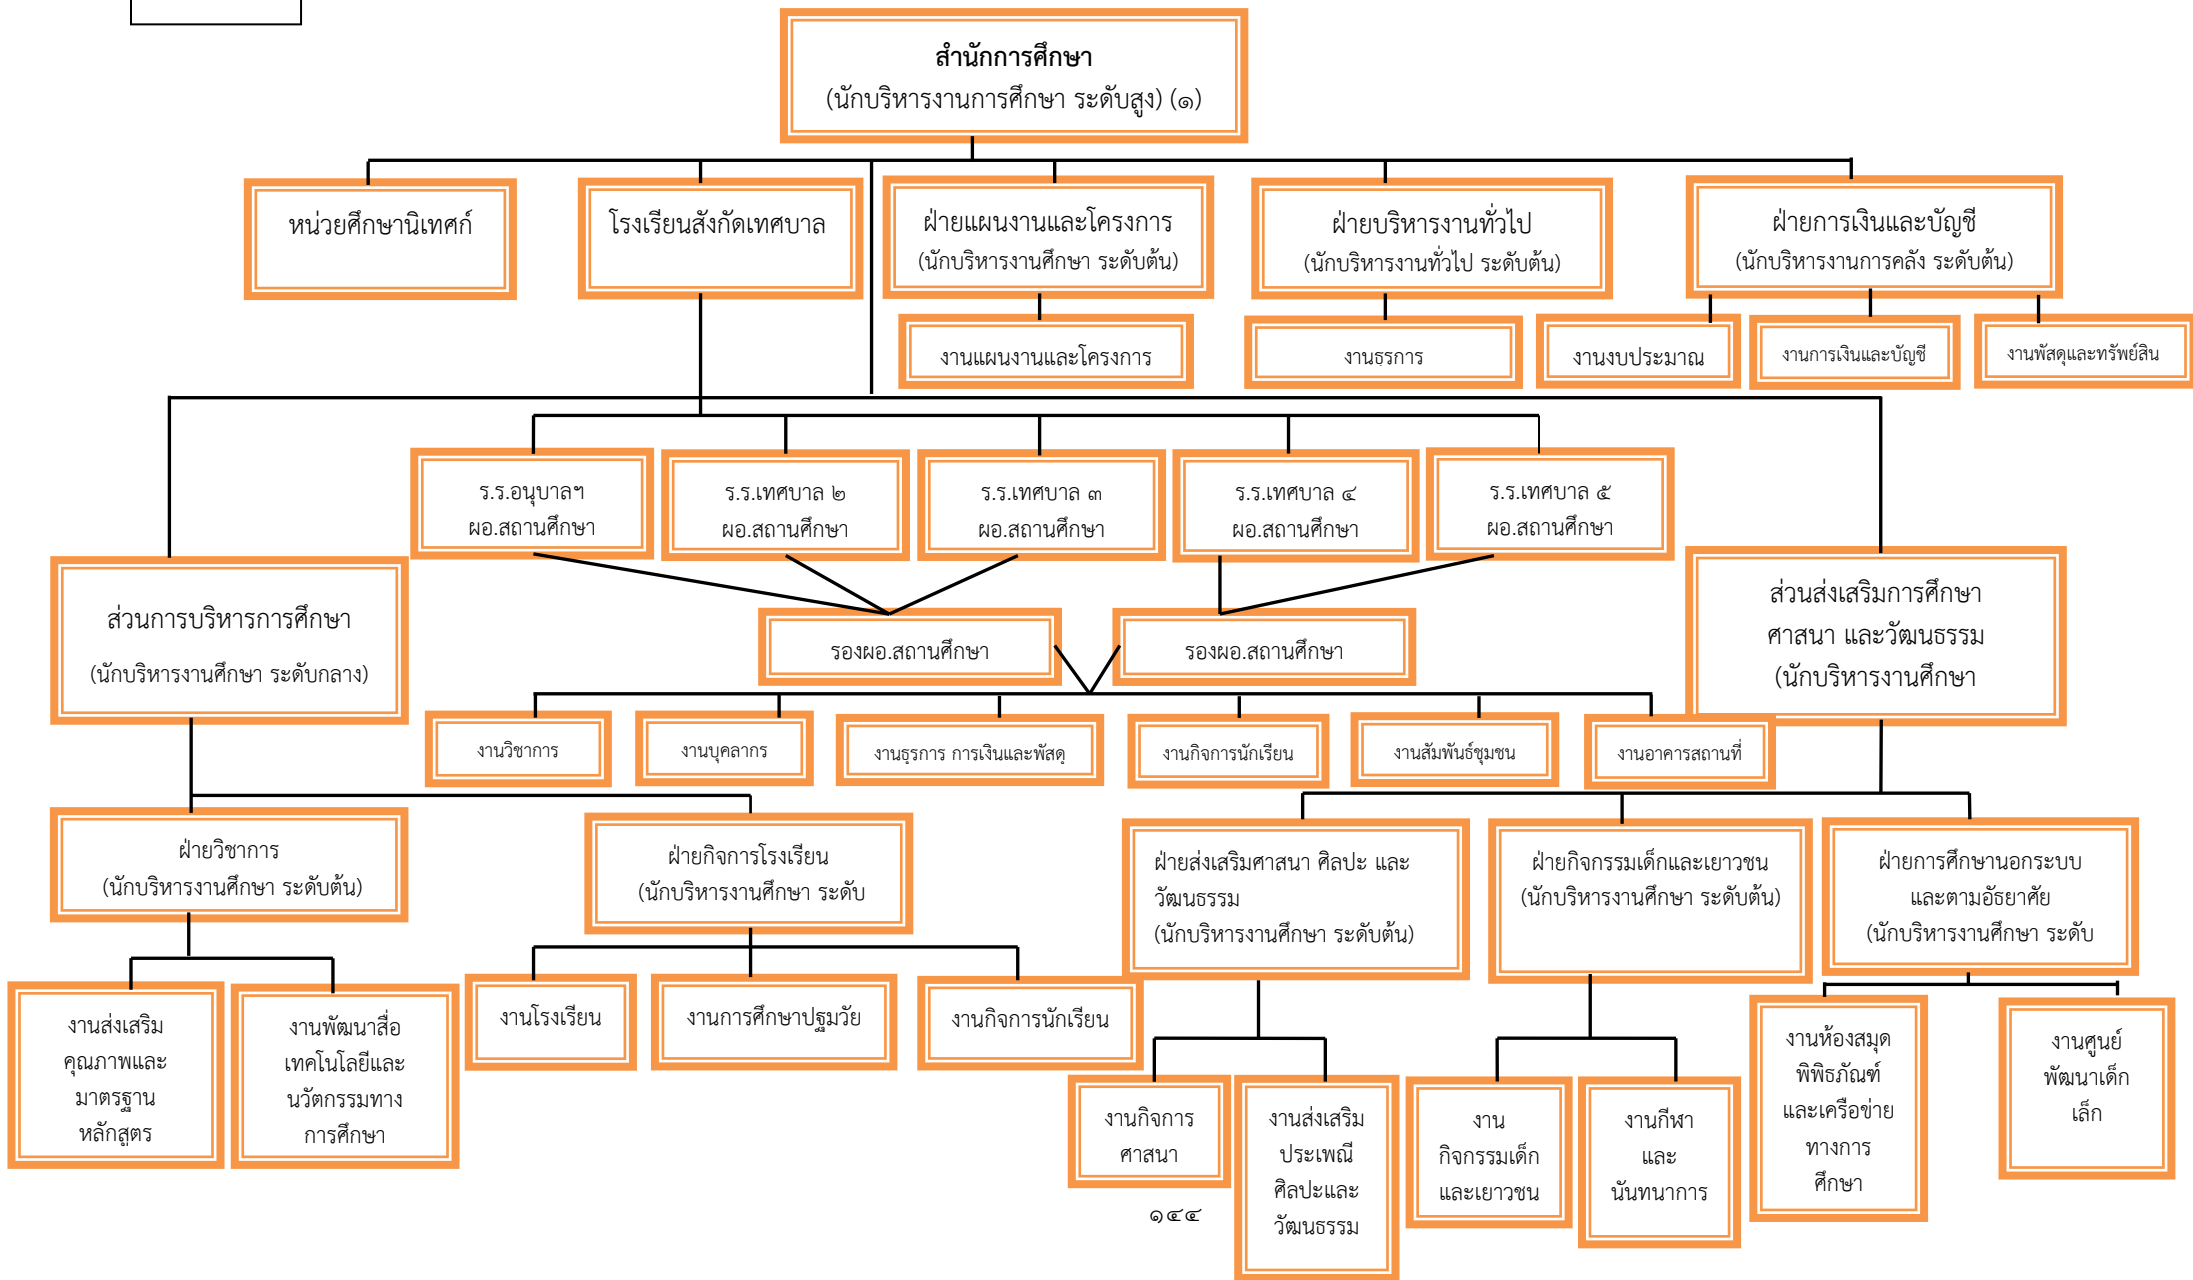 สำนักการศึกษา
(นักบริหารงานการศึกษา ระดับสูง) (๑)
หน่วยศึกษานิเทศก์
โรงเรียนสังกัดเทศบาล
ฝ่ายแผนงานและโครงการ
(นักบริหารงานศึกษา ระดับต้น)
ฝ่ายบริหารงานทั่วไป
(นักบริหารงานทั่วไป ระดับต้น)
ฝ่ายการเงินและบัญชี
(นักบริหารงานการคลัง ระดับต้น)
งานแผนงานและโครงการ
งานธุรการ
งานงบประมาณ
งานการเงินและบัญชี
งานพัสดุและทรัพย์สิน
ร.ร.อนุบาลฯ
ผอ.สถานศึกษา
ร.ร.เทศบาล ๒
ผอ.สถานศึกษา
ร.ร.เทศบาล ๓
ผอ.สถานศึกษา
ร.ร.เทศบาล ๔
ผอ.สถานศึกษา
ร.ร.เทศบาล ๕
ผอ.สถานศึกษา
ส่วนการบริหารการศึกษา
(นักบริหารงานศึกษา ระดับกลาง)
รองผอ.สถานศึกษา
รองผอ.สถานศึกษา
ส่วนส่งเสริมการศึกษา
ศาสนา และวัฒนธรรม
(นักบริหารงานศึกษา
งานวิชาการ
งานบุคลากร
งานธุรการ การเงินและพัสดุ
งานกิจการนักเรียน
งานสัมพันธ์ชุมชน
งานอาคารสถานที่
ฝ่ายวิชาการ
(นักบริหารงานศึกษา ระดับต้น)
ฝ่ายกิจการโรงเรียน
(นักบริหารงานศึกษา ระดับ
ฝ่ายส่งเสริมศาสนา ศิลปะ และ
วัฒนธรรม
(นักบริหารงานศึกษา ระดับต้น)
ฝ่ายกิจกรรมเด็กและเยาวชน
(นักบริหารงานศึกษา ระดับต้น)
ฝ่ายการศึกษานอกระบบ
และตามอัธยาศัย
(นักบริหารงานศึกษา ระดับ
งานส่งเสริม
คุณภาพและ
มาตรฐาน
หลักสูตร
งานพัฒนาสื่อ
เทคโนโลยีและ
นวัตกรรมทาง
การศึกษา
งานโรงเรียน
งานการศึกษาปฐมวัย
งานกิจการนักเรียน
งานกิจการ
ศาสนา
งานส่งเสริม
ประเพณี
ศิลปะและ
วัฒนธรรม
งาน
กิจกรรมเด็ก
และเยาวชน
งานกีฬา
และ
นันทนาการ
งานห้องสมุด
พิพิธภัณฑ์
และเครือข่าย
ทางการ
ศึกษา
งานศูนย์
พัฒนาเด็ก
เล็ก
๑๔๔